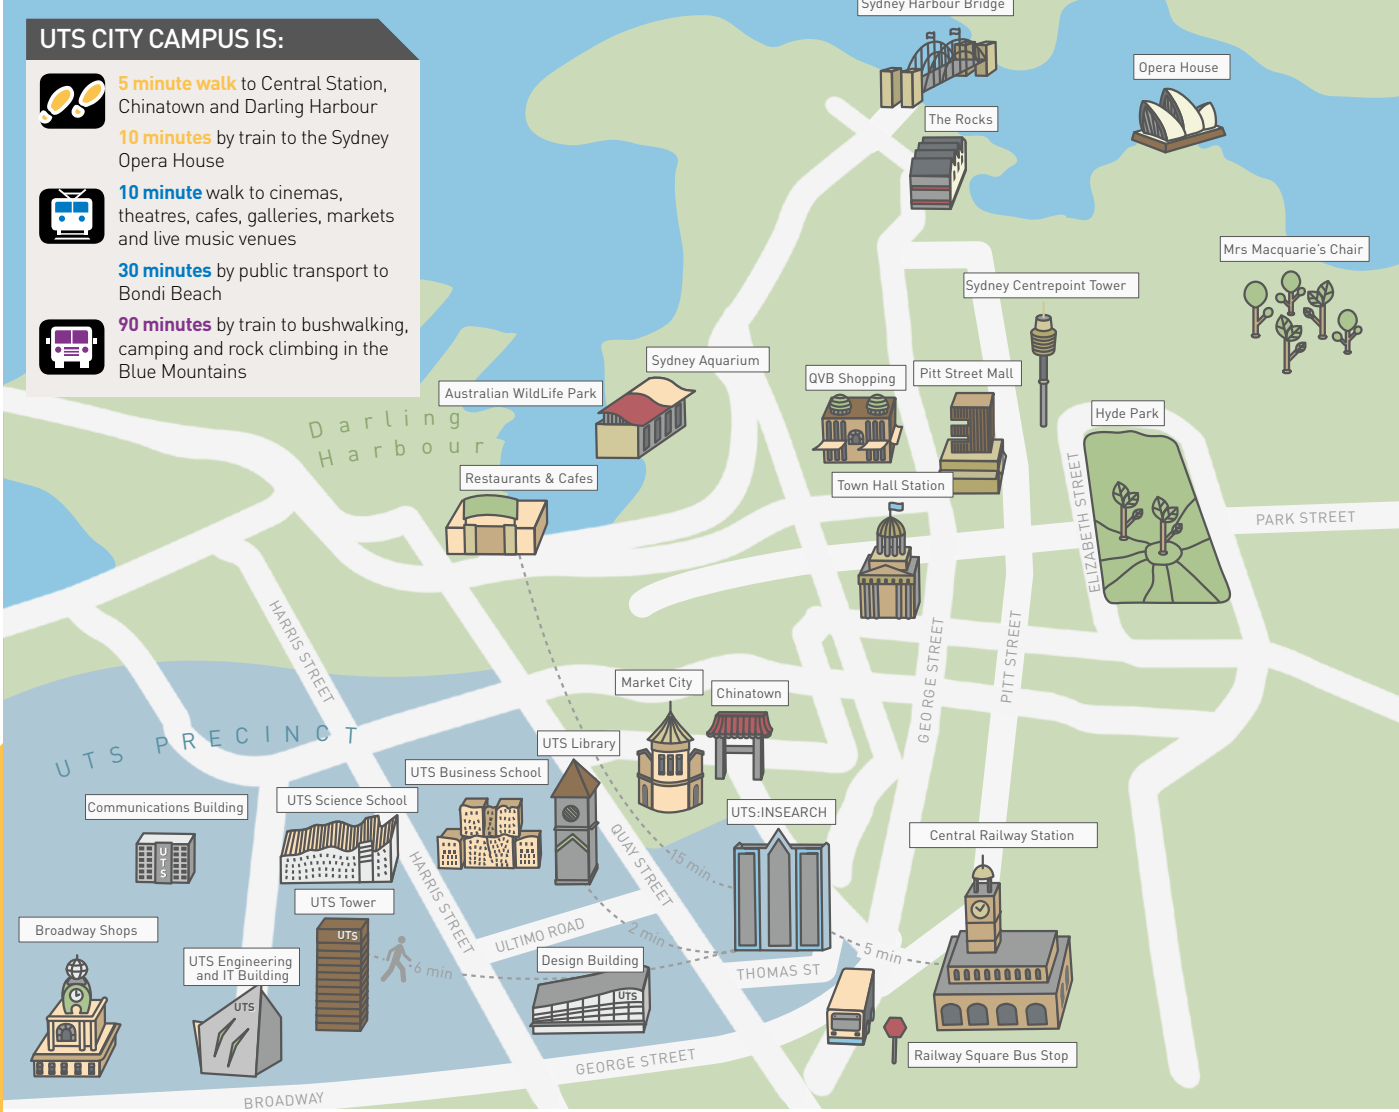 Sydney Harbour Bridge
UTS CITY CAMPUS IS:
5 minute walk to Central Station,
Chinatown and Darling Harbour
10 minutes by train to the Sydney
Opera House
10 minute walk to cinemas,
theatres, cafes, galleries, markets
and live music venues
30 minutes by public transport to
Bondi Beach
90 minutes by train to bushwalking,
camping and rock climbing in the
Blue Mountains
Opera House
The Rocks
Mrs Macquarie's Chair
Sydney Centrepoint Tower
Sydney Aquarium
Australian WildLife Park
QVB Shopping
Pitt Street Mall
Hyde Park
Darling
Harbour
Restaurants & Cafes
Town Hall Station
ELIZABETH STREET
PARK STREET
HARRIS STREET
GEORGE STREET
PITT STREET
Market City
Chinatown
UTS PRECINCT
UTS Library
UTS Business School
UTS Science School
Communications Building
UTS
UTS:INSEARCH
Central Railway Station
QUAY STREET
15 min
HARRIS STREET
UTS Tower
UTS
Broadway Shops
ULTIMO ROAD
2 min
5 min
6 min
UTS Engineering
and IT Building
UTS
Design Building
UTS
THOMAS ST
GEORGE STREET
Railway Square Bus Stop
BROADWAY